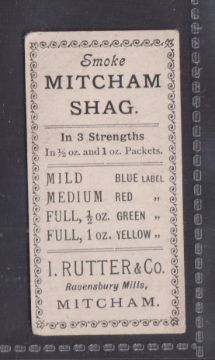 Smoke
MITCHAM
SHAG.
In 3 Strengths
In ½ oz. and 1 oz. Packets.
MILD BLUE LABEL
MEDIUM RED "
FULL, ½ oz. GREEN "
FULL, 1 oz. YELLOW "
I. RUTTER & Co.
Ravensbury Mills,
MITCHAM.